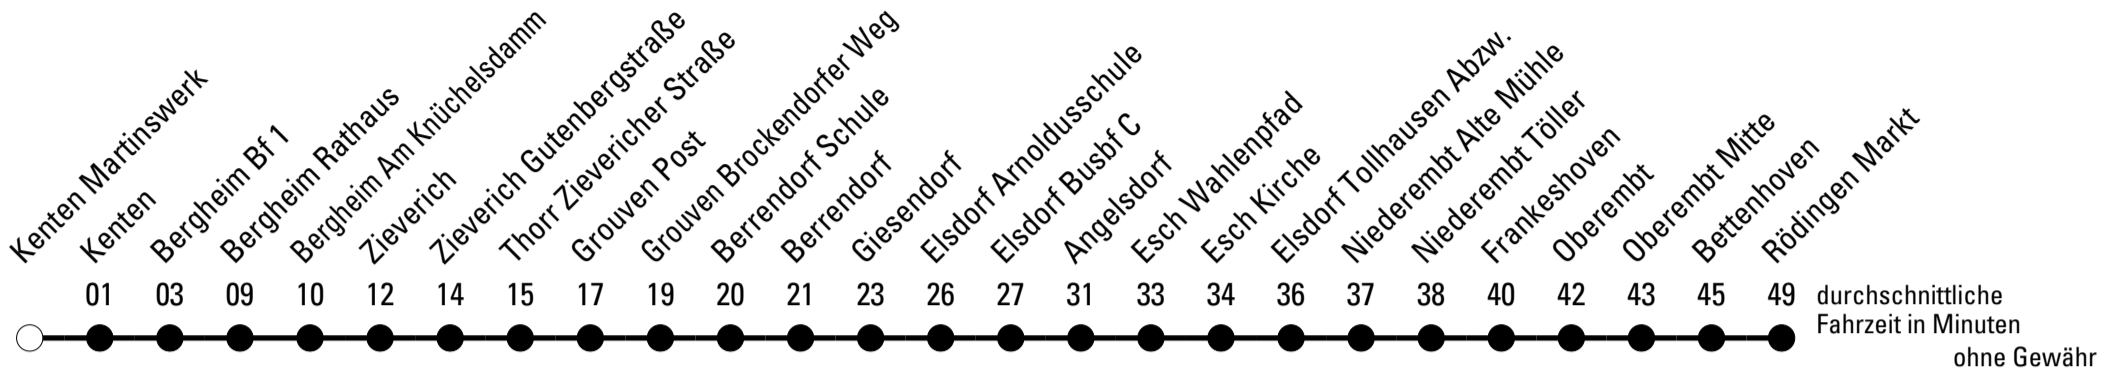 Kenten Martinswerk
Kenten
Bergheim Bf 1
Bergheim Rathaus
Bergheim Am Knüchelsdamm
Zieverich
Zieverich Gutenbergstraße
Thorr Zievericher Straße
Grouven Post
Grouven Brockendorfer Weg
Berrendorf Schule
Berrendorf
Giesendorf
Elsdorf Arnoldusschule
Elsdorf Busbf C
Angelsdorf
Esch Wahlenpfad
Esch Kirche
Elsdorf Tollhausen Abzw.
Niederembt Alte Mühle
Niederembt Töller
Frankeshoven
Oberembt
Oberembt Mitte
Bettenhoven
Rödingen Markt
01 03 09 10 12 14 15 17 19 20 21 23 26 27 31 33 34 36 37 38 40 42 43 45 49
durchschnittliche
Fahrzeit in Minuten
ohne Gewähr